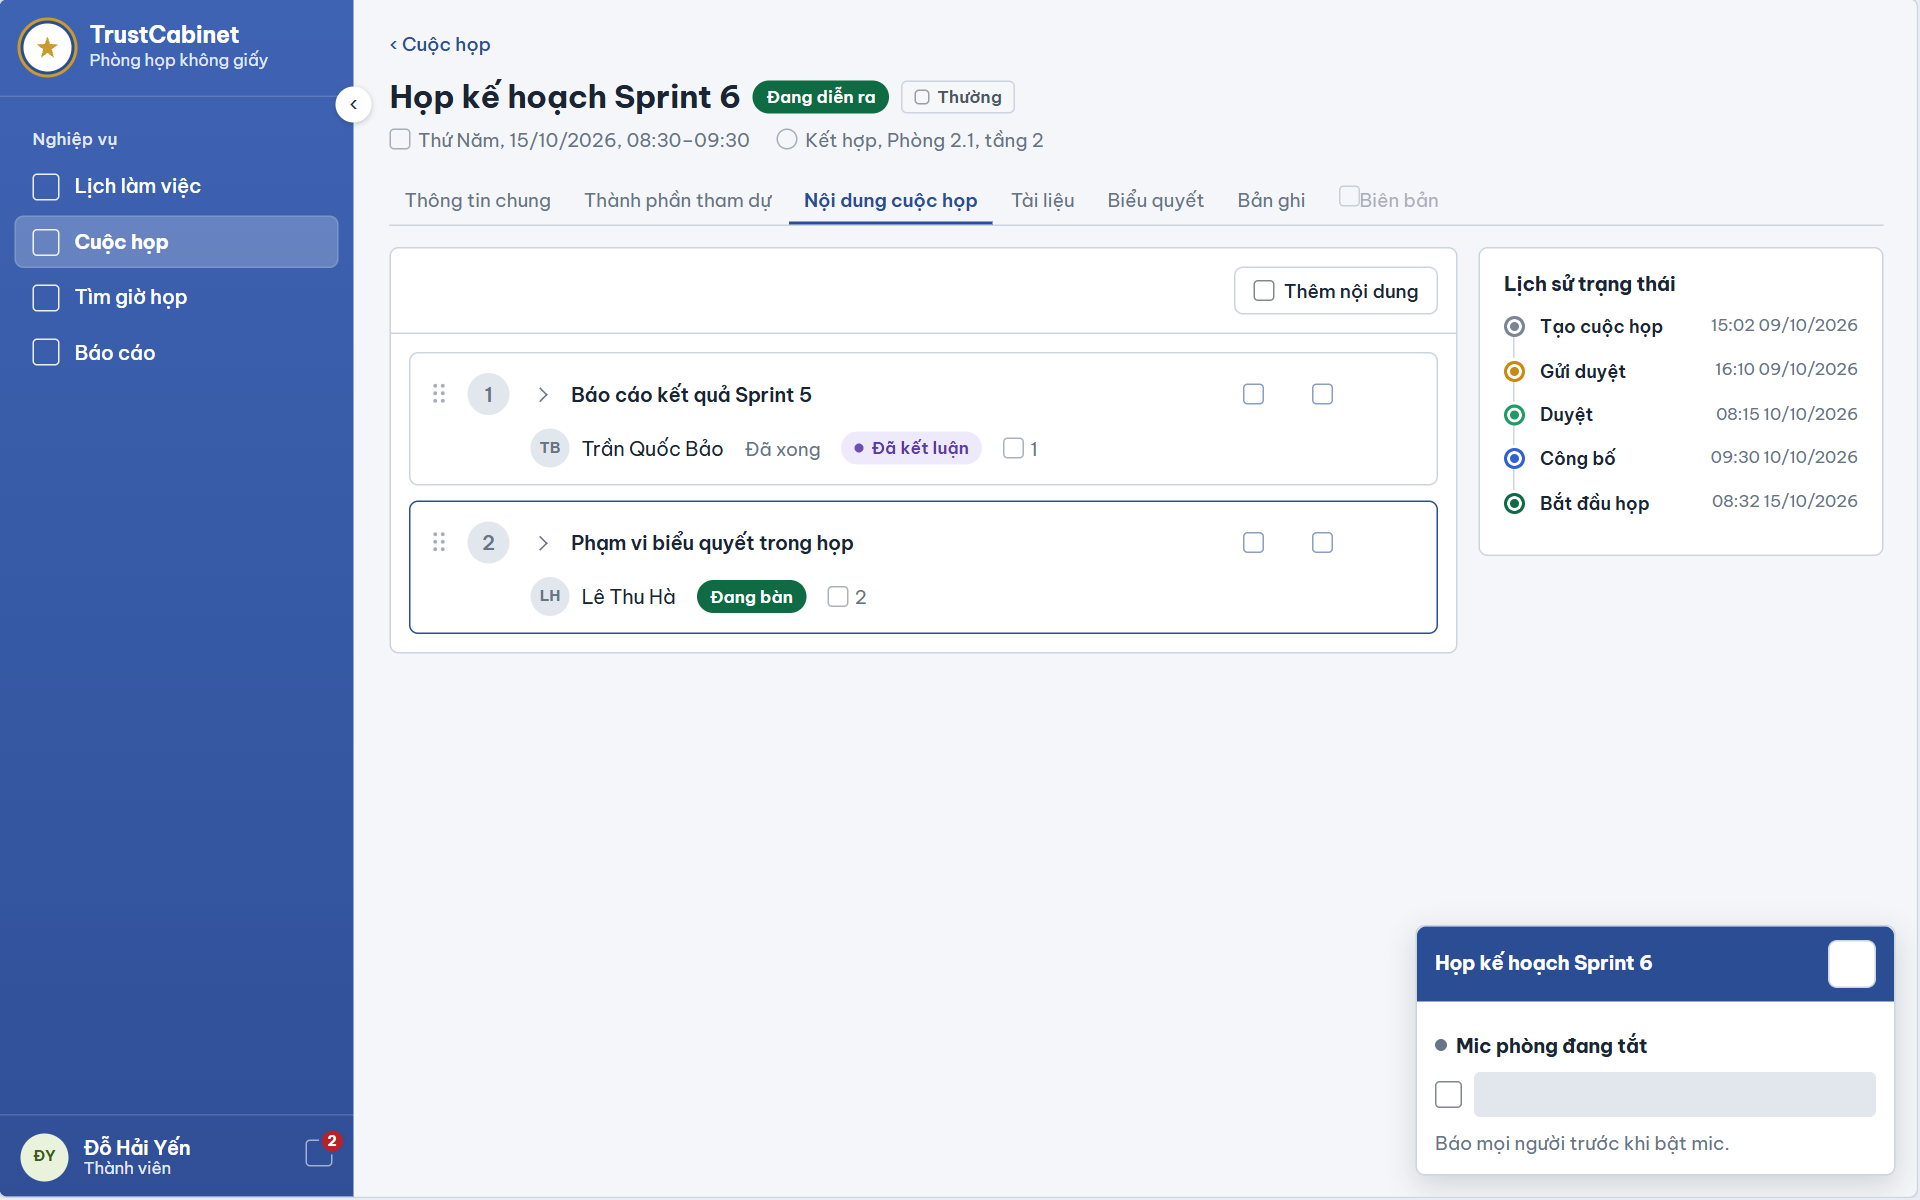 TrustCabinet
Phòng họp không giấy
Nghiệp vụ
Lịch làm việc
Cuộc họp
Tìm giờ họp
Báo cáo
ĐY
Đỗ Hải Yến
Thành viên
2
‹ Cuộc họp
Họp kế hoạch Sprint 6
Đang diễn ra
Thường
Thứ Năm, 15/10/2026, 08:30–09:30
Kết hợp, Phòng 2.1, tầng 2
Thông tin chung
Thành phần tham dự
Nội dung cuộc họp
Tài liệu
Biểu quyết
Bản ghi
Biên bản
Thêm nội dung
1
Báo cáo kết quả Sprint 5
TB
Trần Quốc Bảo
Đã xong
Đã kết luận
1
2
Phạm vi biểu quyết trong họp
LH
Lê Thu Hà
Đang bàn
2
Lịch sử trạng thái
Tạo cuộc họp 15:02 09/10/2026
Gửi duyệt 16:10 09/10/2026
Duyệt 08:15 10/10/2026
Công bố 09:30 10/10/2026
Bắt đầu họp 08:32 15/10/2026
Họp kế hoạch Sprint 6
Mic phòng đang tắt
Báo mọi người trước khi bật mic.